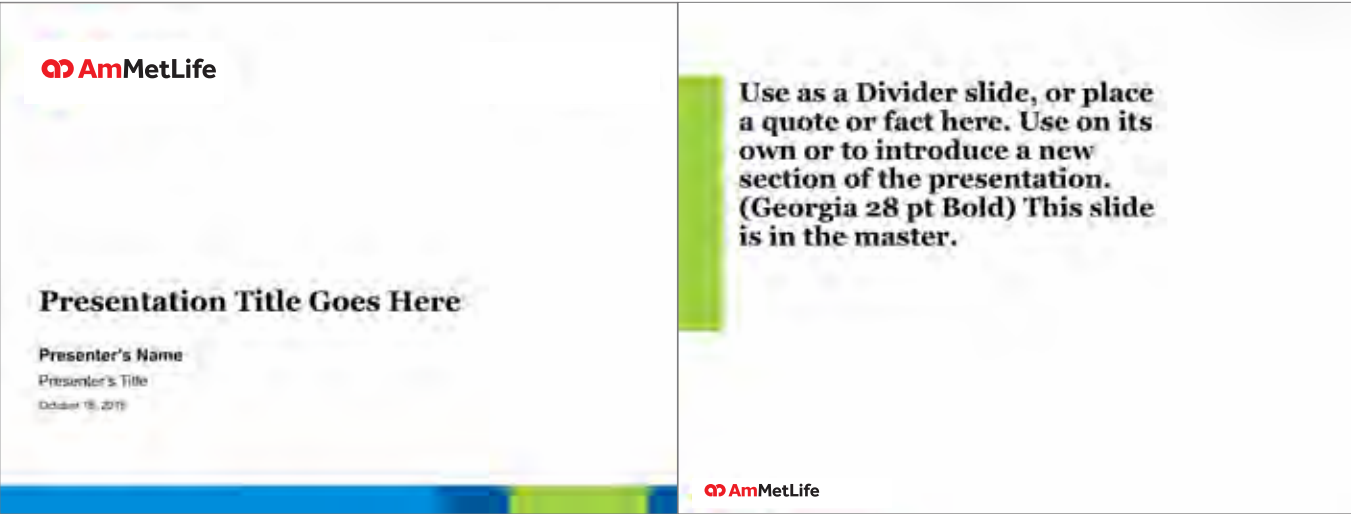 AmMetLife
Presentation Title Goes Here
Presenter's Name
Presenter's Title
October
Use as a Divider slide, or place
a quote or fact here. Use on its
own or to introduce a new
section of the presentation.
(Georgia 28 pt Bold) This slide
is in the master.
AmMetLife